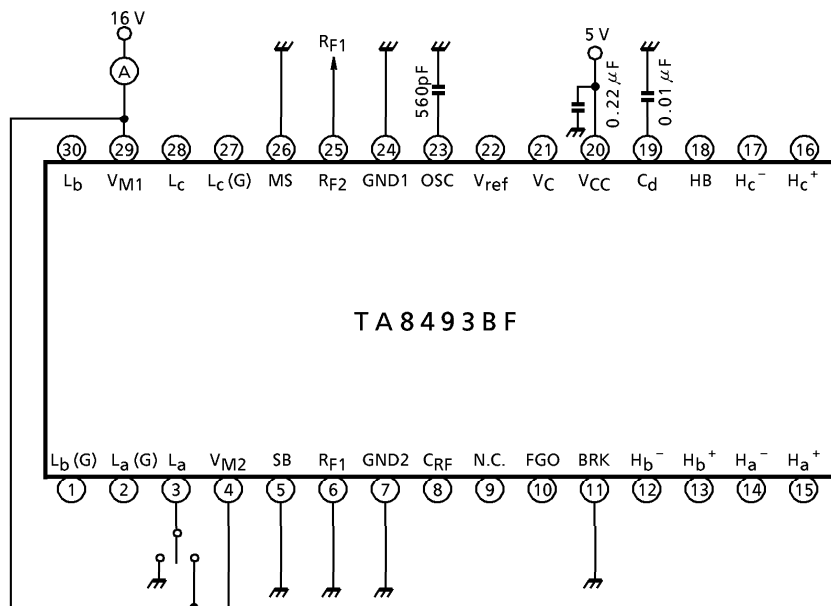 16 V
A
R_F1
560pF
5 V
0.22 μF
0.01 μF
30 29 28 27 26 25 24 23 22 21 20 19 18 17 16
L_b V_M1 L_c L_c (G) MS R_F2 GND1 OSC V_ref V_C V_CC C_d HB H_c⁻ H_c⁺
TA8493BF
L_b (G) L_a (G) L_a V_M2 SB R_F1 GND2 C_RF N.C. FGO BRK H_b⁻ H_b⁺ H_a⁻ H_a⁺
1 2 3 4 5 6 7 8 9 10 11 12 13 14 15